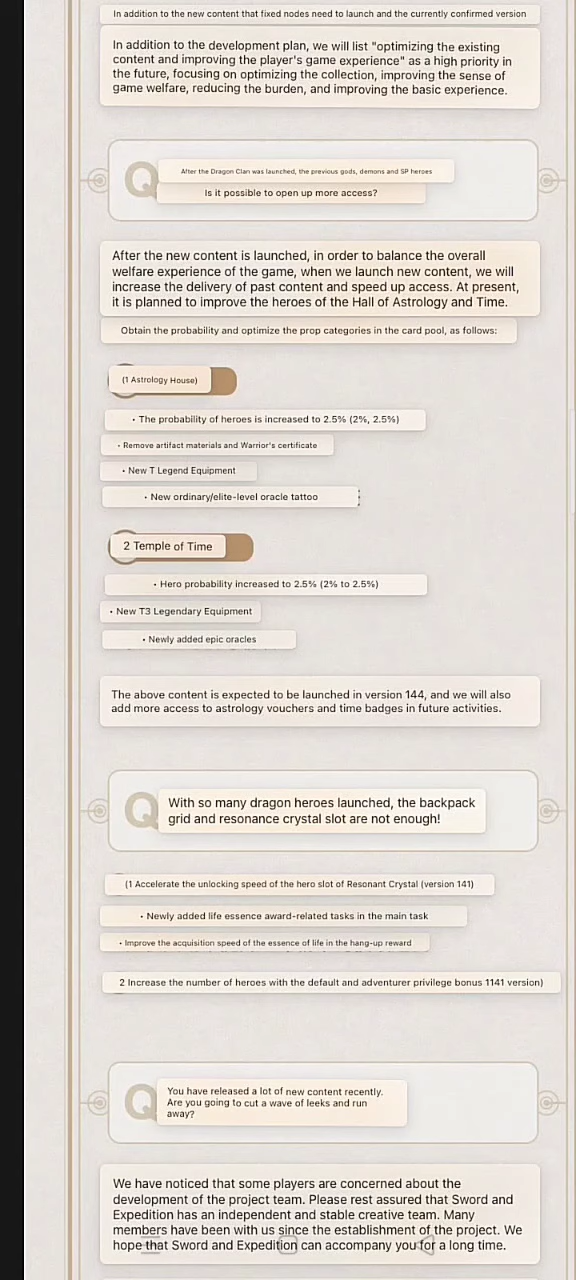 In addition to the new content that fixed nodes need to launch and the currently confirmed version
In addition to the development plan, we will list "optimizing the existing
content and improving the player's game experience" as a high priority in
the future, focusing on optimizing the collection, improving the sense of
game welfare, reducing the burden, and improving the basic experience.
Q
After the Dragon Clan was launched, the previous gods, demons and SP heroes
Is it possible to open up more access?
After the new content is launched, in order to balance the overall
welfare experience of the game, when we launch new content, we will
increase the delivery of past content and speed up access. At present,
it is planned to improve the heroes of the Hall of Astrology and Time.
Obtain the probability and optimize the prop categories in the card pool, as follows:
(1 Astrology House)
• The probability of heroes is increased to 2.5% (2%, 2.5%)
• Remove artifact materials and Warrior's certificate
• New T Legend Equipment
• New ordinary/elite-level oracle tattoo
2 Temple of Time
• Hero probability increased to 2.5% (2% to 2.5%)
• New T3 Legendary Equipment
• Newly added epic oracles
The above content is expected to be launched in version 144, and we will also
add more access to astrology vouchers and time badges in future activities.
Q
With so many dragon heroes launched, the backpack
grid and resonance crystal slot are not enough!
(1 Accelerate the unlocking speed of the hero slot of Resonant Crystal (version 141)
• Newly added life essence award-related tasks in the main task
• Improve the acquisition speed of the essence of life in the hang-up reward
2 Increase the number of heroes with the default and adventurer privilege bonus 1141 version)
Q
You have released a lot of new content recently.
Are you going to cut a wave of leeks and run
away?
We have noticed that some players are concerned about the
development of the project team. Please rest assured that Sword and
Expedition has an independent and stable creative team. Many
members have been with us since the establishment of the project. We
hope that Sword and Expedition can accompany you for a long time.